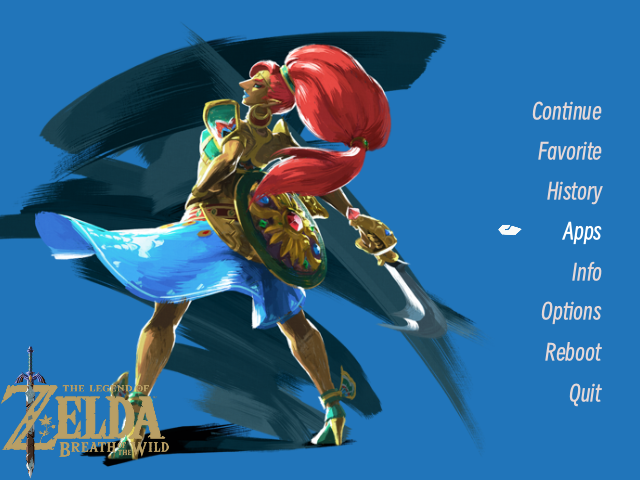 Continue
Favorite
History
Apps
Info
Options
Reboot
Quit
THE LEGEND OF
ZELDA
BREATH OF THE WILD